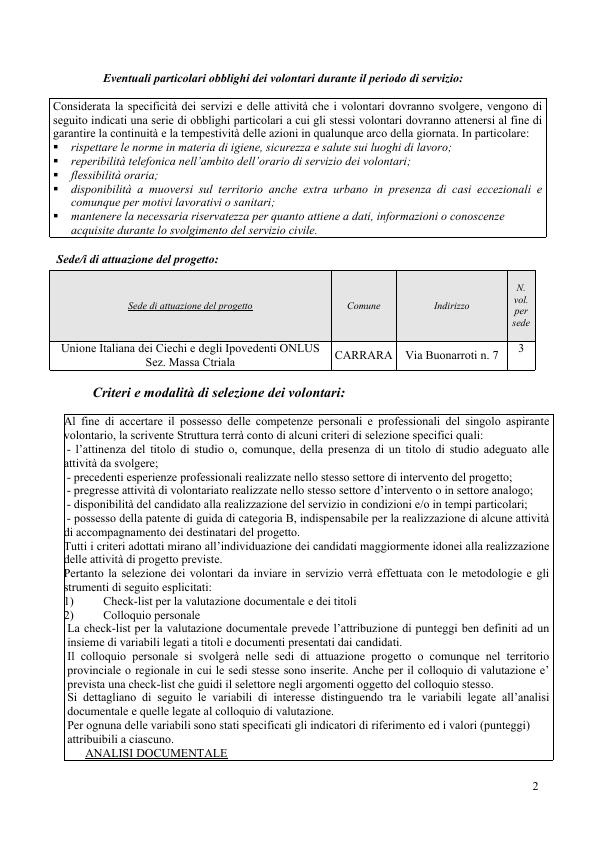 Eventuali particolari obblighi dei volontari durante il periodo di servizio:
Considerata la specificità dei servizi e delle attività che i volontari dovranno svolgere, vengono di
seguito indicati una serie di obblighi particolari a cui gli stessi volontari dovranno attenersi al fine di
garantire la continuità e la tempestività delle azioni in qualunque arco della giornata. In particolare:
▪ rispettare le norme in materia di igiene, sicurezza e salute sui luoghi di lavoro;
▪ reperibilità telefonica nell’ambito dell’orario di servizio dei volontari;
▪ flessibilità oraria;
▪ disponibilità a muoversi sul territorio anche extra urbano in presenza di casi eccezionali e
comunque per motivi lavorativi o sanitari;
▪ mantenere la necessaria riservatezza per quanto attiene a dati, informazioni o conoscenze
acquisite durante lo svolgimento del servizio civile.
Sede/i di attuazione del progetto:
Sede di attuazione del progetto Comune Indirizzo N.
vol.
per
sede
Unione Italiana dei Ciechi e degli Ipovedenti ONLUS
Sez. Massa Ctriala CARRARA Via Buonarroti n. 7 3
Criteri e modalità di selezione dei volontari:
Al fine di accertare il possesso delle competenze personali e professionali del singolo aspirante
volontario, la scrivente Struttura terrà conto di alcuni criteri di selezione specifici quali:
- l’attinenza del titolo di studio o, comunque, della presenza di un titolo di studio adeguato alle
attività da svolgere;
- precedenti esperienze professionali realizzate nello stesso settore di intervento del progetto;
- pregresse attività di volontariato realizzate nello stesso settore d’intervento o in settore analogo;
- disponibilità del candidato alla realizzazione del servizio in condizioni e/o in tempi particolari;
- possesso della patente di guida di categoria B, indispensabile per la realizzazione di alcune attività
di accompagnamento dei destinatari del progetto.
Tutti i criteri adottati mirano all’individuazione dei candidati maggiormente idonei alla realizzazione
delle attività di progetto previste.
Pertanto la selezione dei volontari da inviare in servizio verrà effettuata con le metodologie e gli
strumenti di seguito esplicitati:
1) Check-list per la valutazione documentale e dei titoli
2) Colloquio personale
La check-list per la valutazione documentale prevede l’attribuzione di punteggi ben definiti ad un
insieme di variabili legati a titoli e documenti presentati dai candidati.
Il colloquio personale si svolgerà nelle sedi di attuazione progetto o comunque nel territorio
provinciale o regionale in cui le sedi stesse sono inserite. Anche per il colloquio di valutazione e’
prevista una check-list che guidi il selettore negli argomenti oggetto del colloquio stesso.
Si dettagliano di seguito le variabili di interesse distinguendo tra le variabili legate all’analisi
documentale e quelle legate al colloquio di valutazione.
Per ognuna delle variabili sono stati specificati gli indicatori di riferimento ed i valori (punteggi)
attribuibili a ciascuno.
ANALISI DOCUMENTALE
2